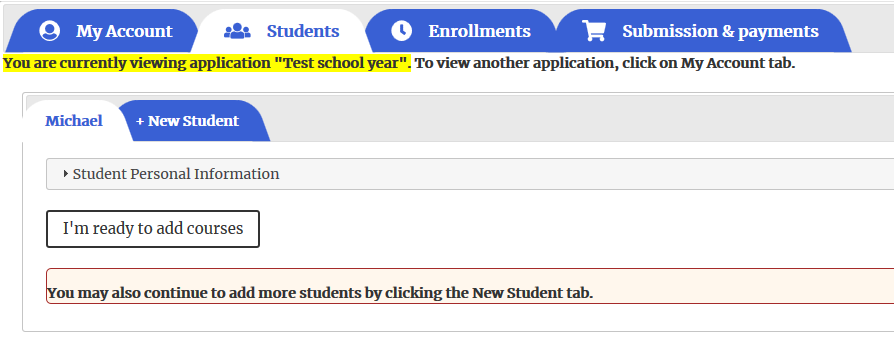 My Account Students Enrollments Submission & payments
You are currently viewing application "Test school year". To view another application, click on My Account tab.
Michael + New Student
Student Personal Information
I'm ready to add courses
You may also continue to add more students by clicking the New Student tab.